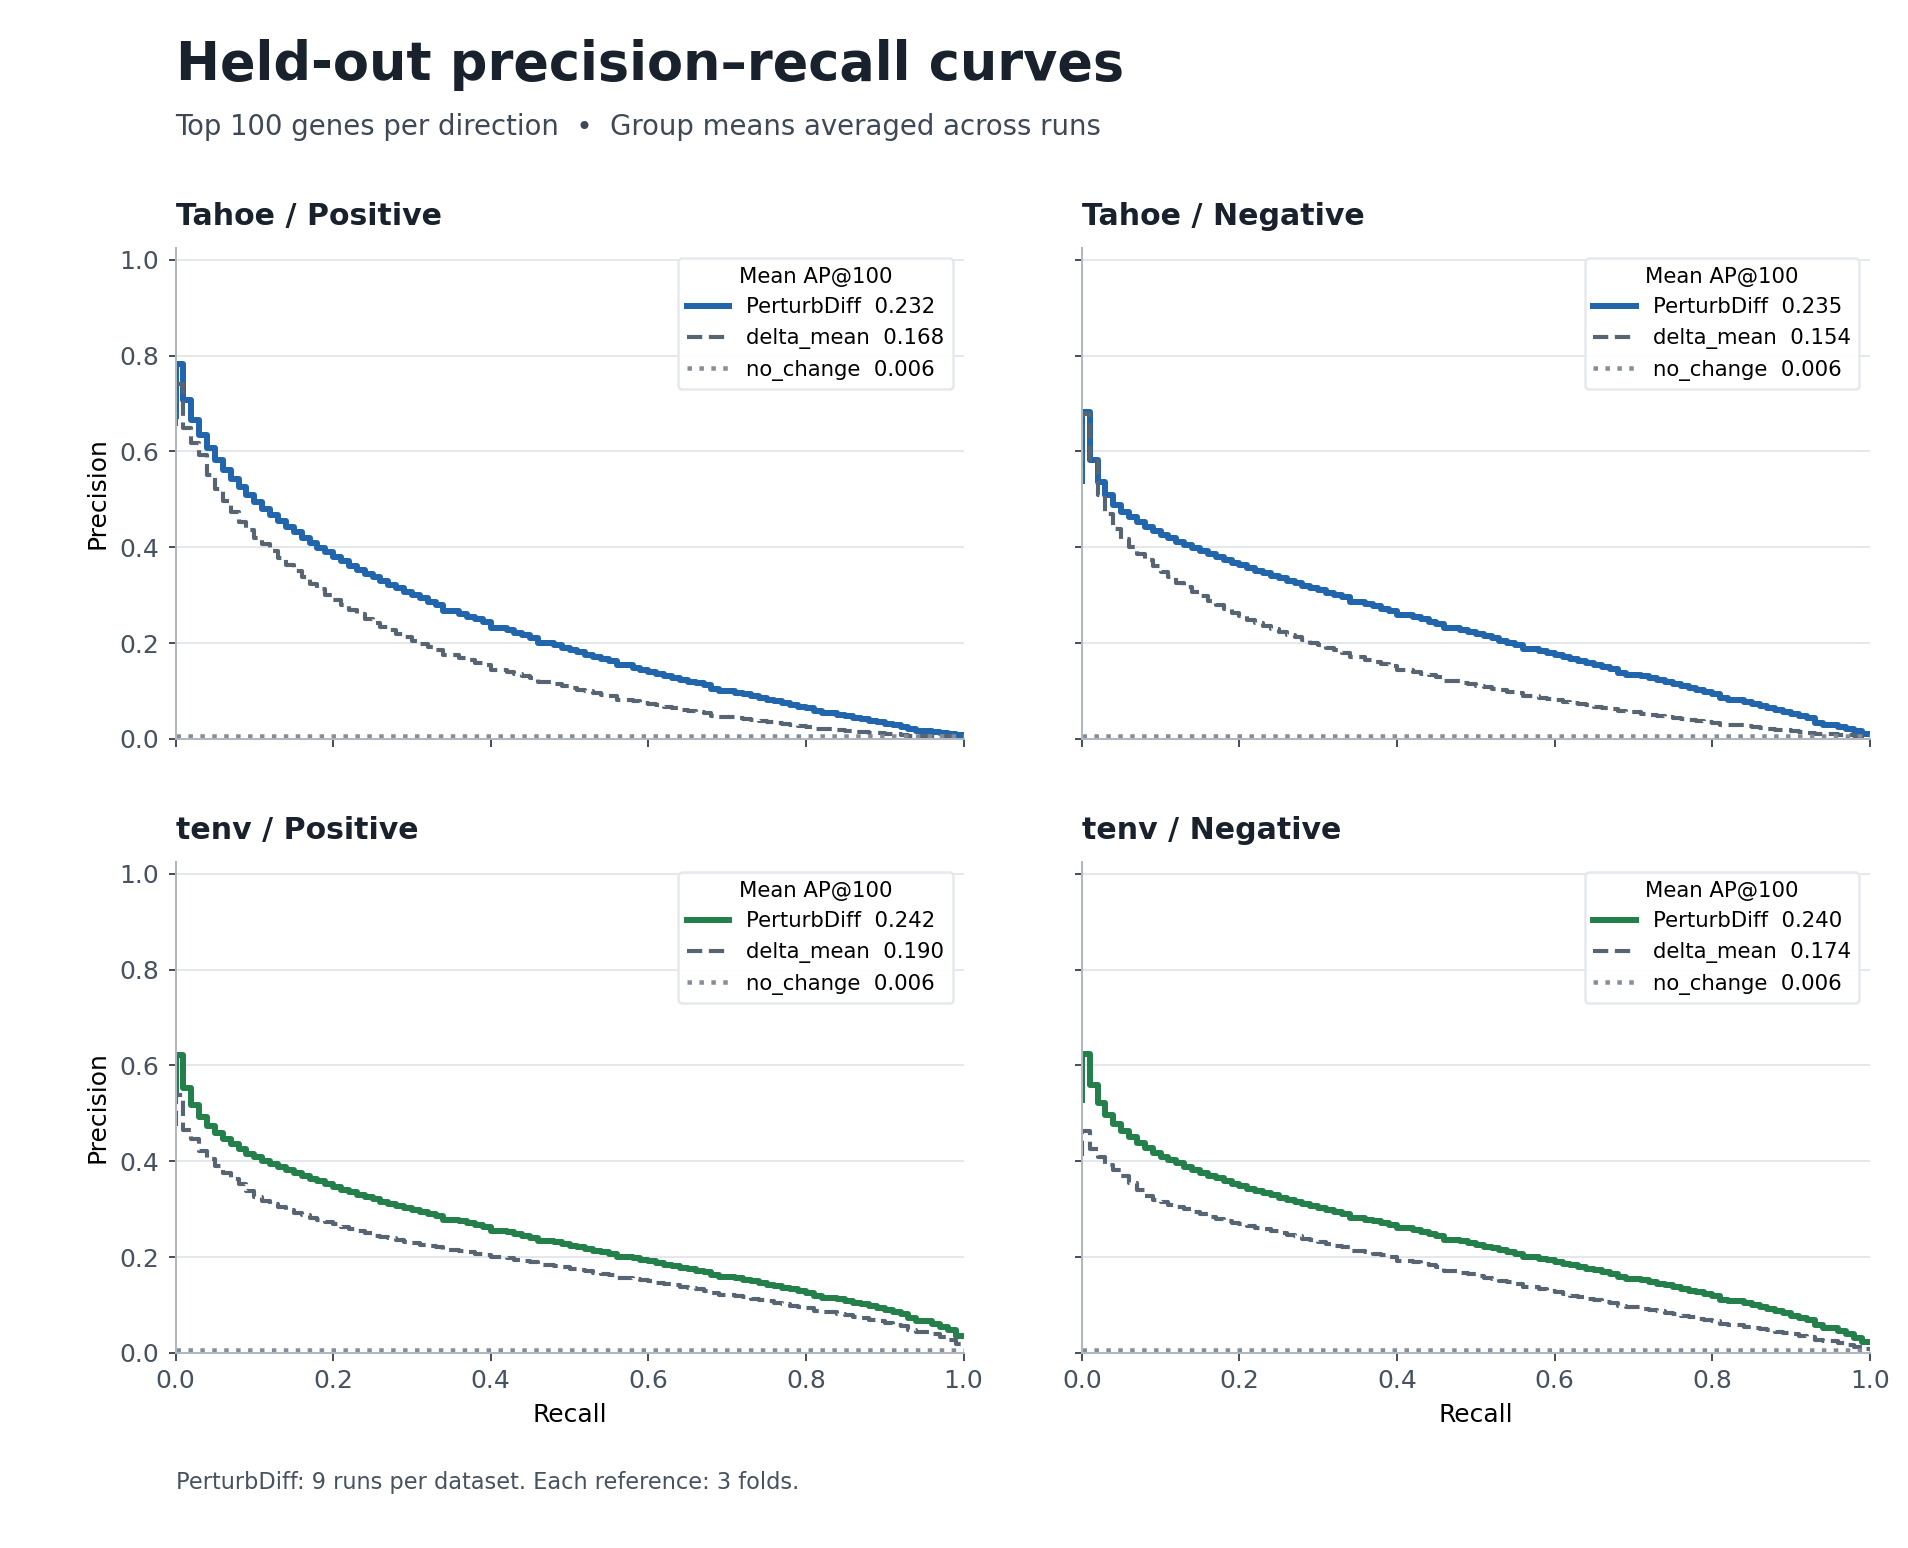 Held-out precision–recall curves
Top 100 genes per direction • Group means averaged across runs
Tahoe / Positive
Precision
1.0
0.8
0.6
0.4
0.2
0.0
Mean AP@100
PerturbDiff 0.232
delta_mean 0.168
no_change 0.006
Tahoe / Negative
Mean AP@100
PerturbDiff 0.235
delta_mean 0.154
no_change 0.006
tenv / Positive
Precision
1.0
0.8
0.6
0.4
0.2
0.0
Mean AP@100
PerturbDiff 0.242
delta_mean 0.190
no_change 0.006
0.0 0.2 0.4 0.6 0.8 1.0
Recall
tenv / Negative
Mean AP@100
PerturbDiff 0.240
delta_mean 0.174
no_change 0.006
0.0 0.2 0.4 0.6 0.8 1.0
Recall
PerturbDiff: 9 runs per dataset. Each reference: 3 folds.